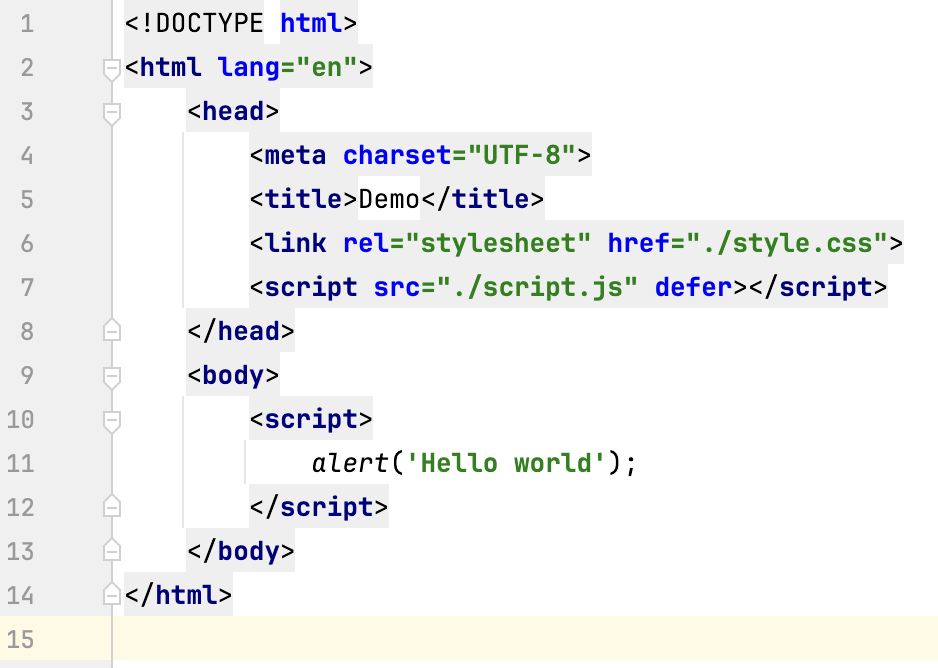 1 <!DOCTYPE html>
2 <html lang="en">
3     <head>
4         <meta charset="UTF-8">
5         <title>Demo</title>
6         <link rel="stylesheet" href="./style.css">
7         <script src="./script.js" defer></script>
8     </head>
9     <body>
10         <script>
11             alert('Hello world');
12         </script>
13     </body>
14 </html>
15